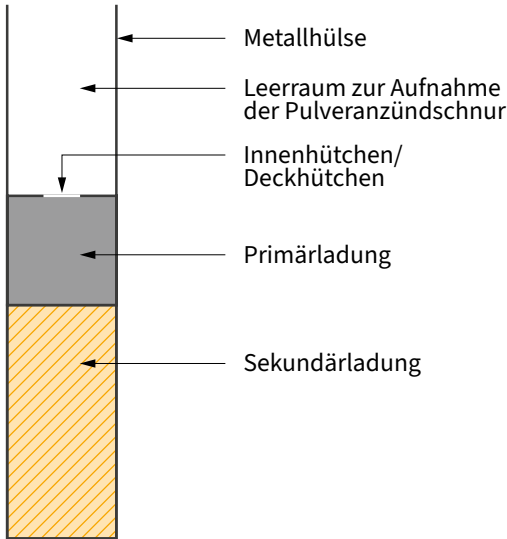 Metallhülse
Leerraum zur Aufnahme
der Pulveranzündschnur
Innenhütchen/
Deckhütchen
Primärladung
Sekundärladung